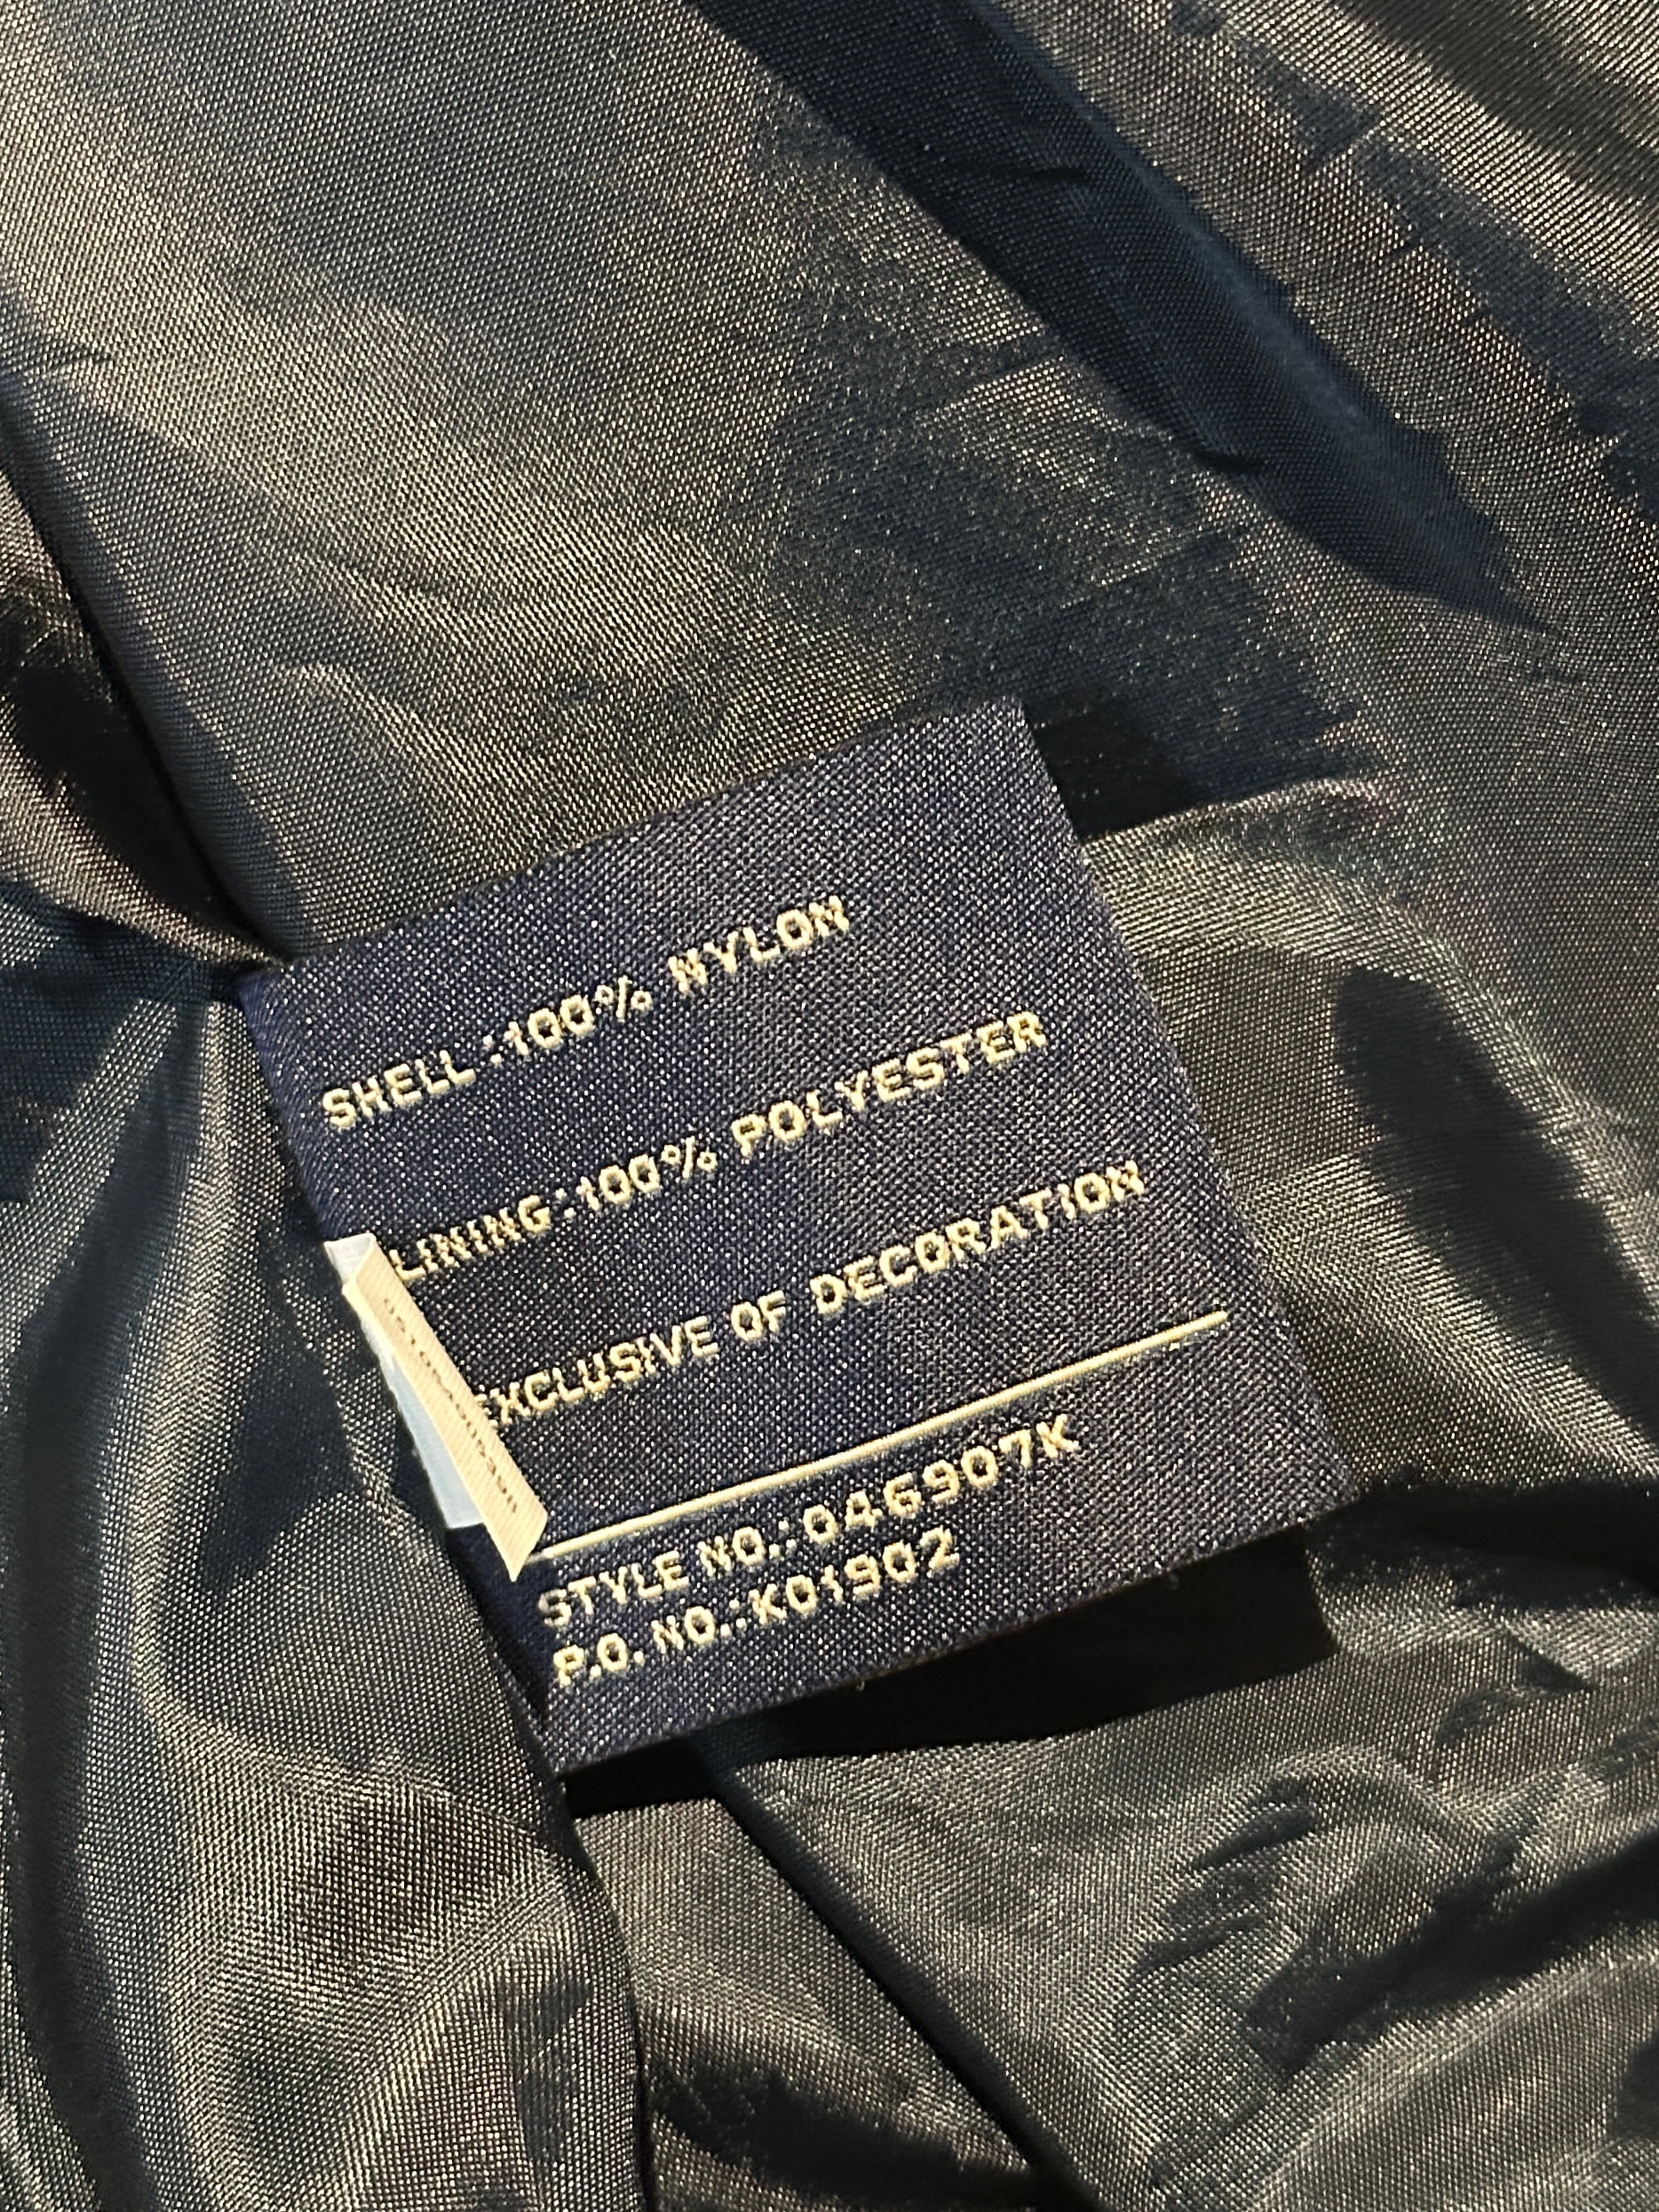 SHELL:100% NYLON
LINING:100% POLYESTER
EXCLUSIVE OF DECORATION
STYLE NO.:046907K
P.O. NO.:K01902